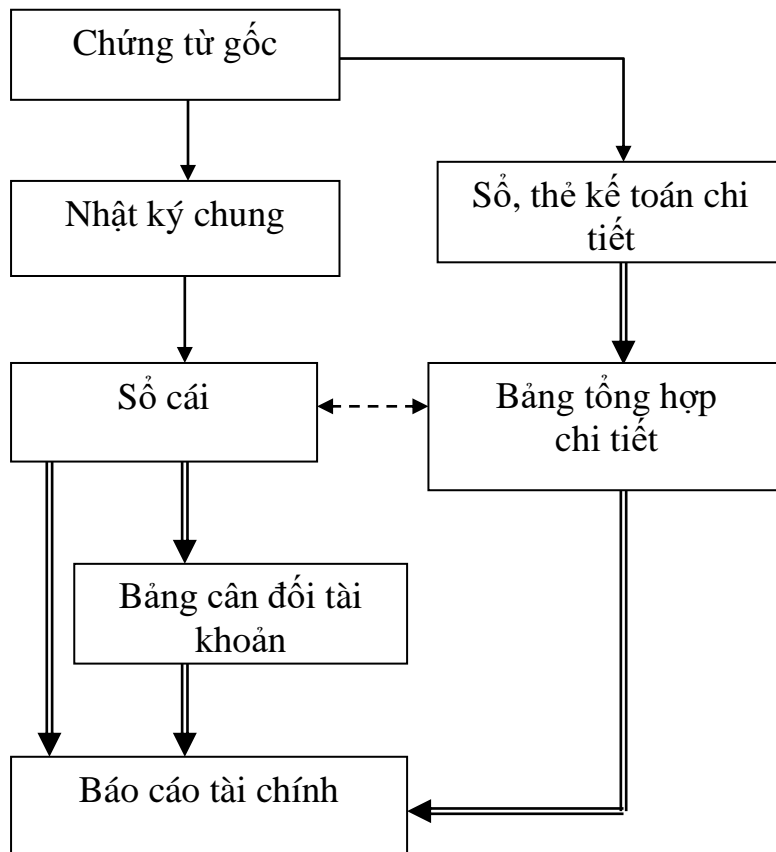 Chứng từ gốc
Nhật ký chung
Sổ, thẻ kế toán chi
tiết
Sổ cái
Bảng tổng hợp
chi tiết
Bảng cân đối tài
khoản
Báo cáo tài chính